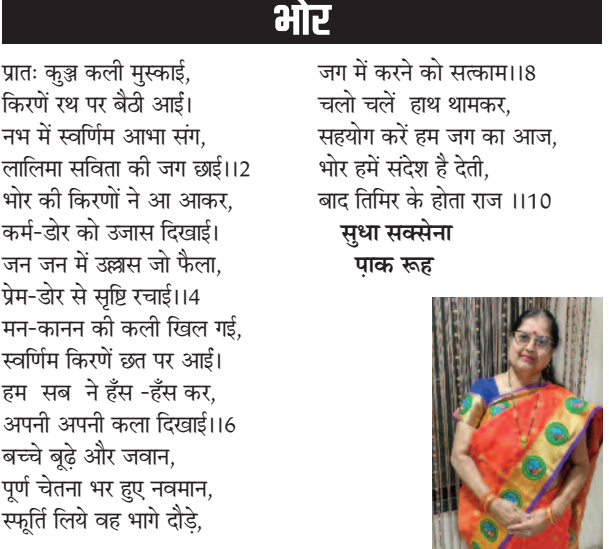 भोर
प्रातः कुञ्ज कली मुस्काई,
किरणें रथ पर बैठी आईं।
नभ में स्वर्णिम आभा संग,
लालिमा सविता की जग छाई।।2
भोर की किरणों ने आ आकर,
कर्म-डोर को उजास दिखाई।
जन जन में उल्लास जो फैला,
प्रेम-डोर से सृष्टि रचाई।।4
मन-कानन की कली खिल गई,
स्वर्णिम किरणें छत पर आईं।
हम सब ने हँस -हँस कर,
अपनी अपनी कला दिखाई।।6
बच्चे बूढ़े और जवान,
पूर्ण चेतना भर हुए नवमान,
स्फूर्ति लिये वह भागे दौड़े,
जग में करने को सत्काम।।8
चलो चलें हाथ थामकर,
सहयोग करें हम जग का आज,
भोर हमें संदेश है देती,
बाद तिमिर के होता राज ।।10
सुधा सक्सेना
पा़क रूह